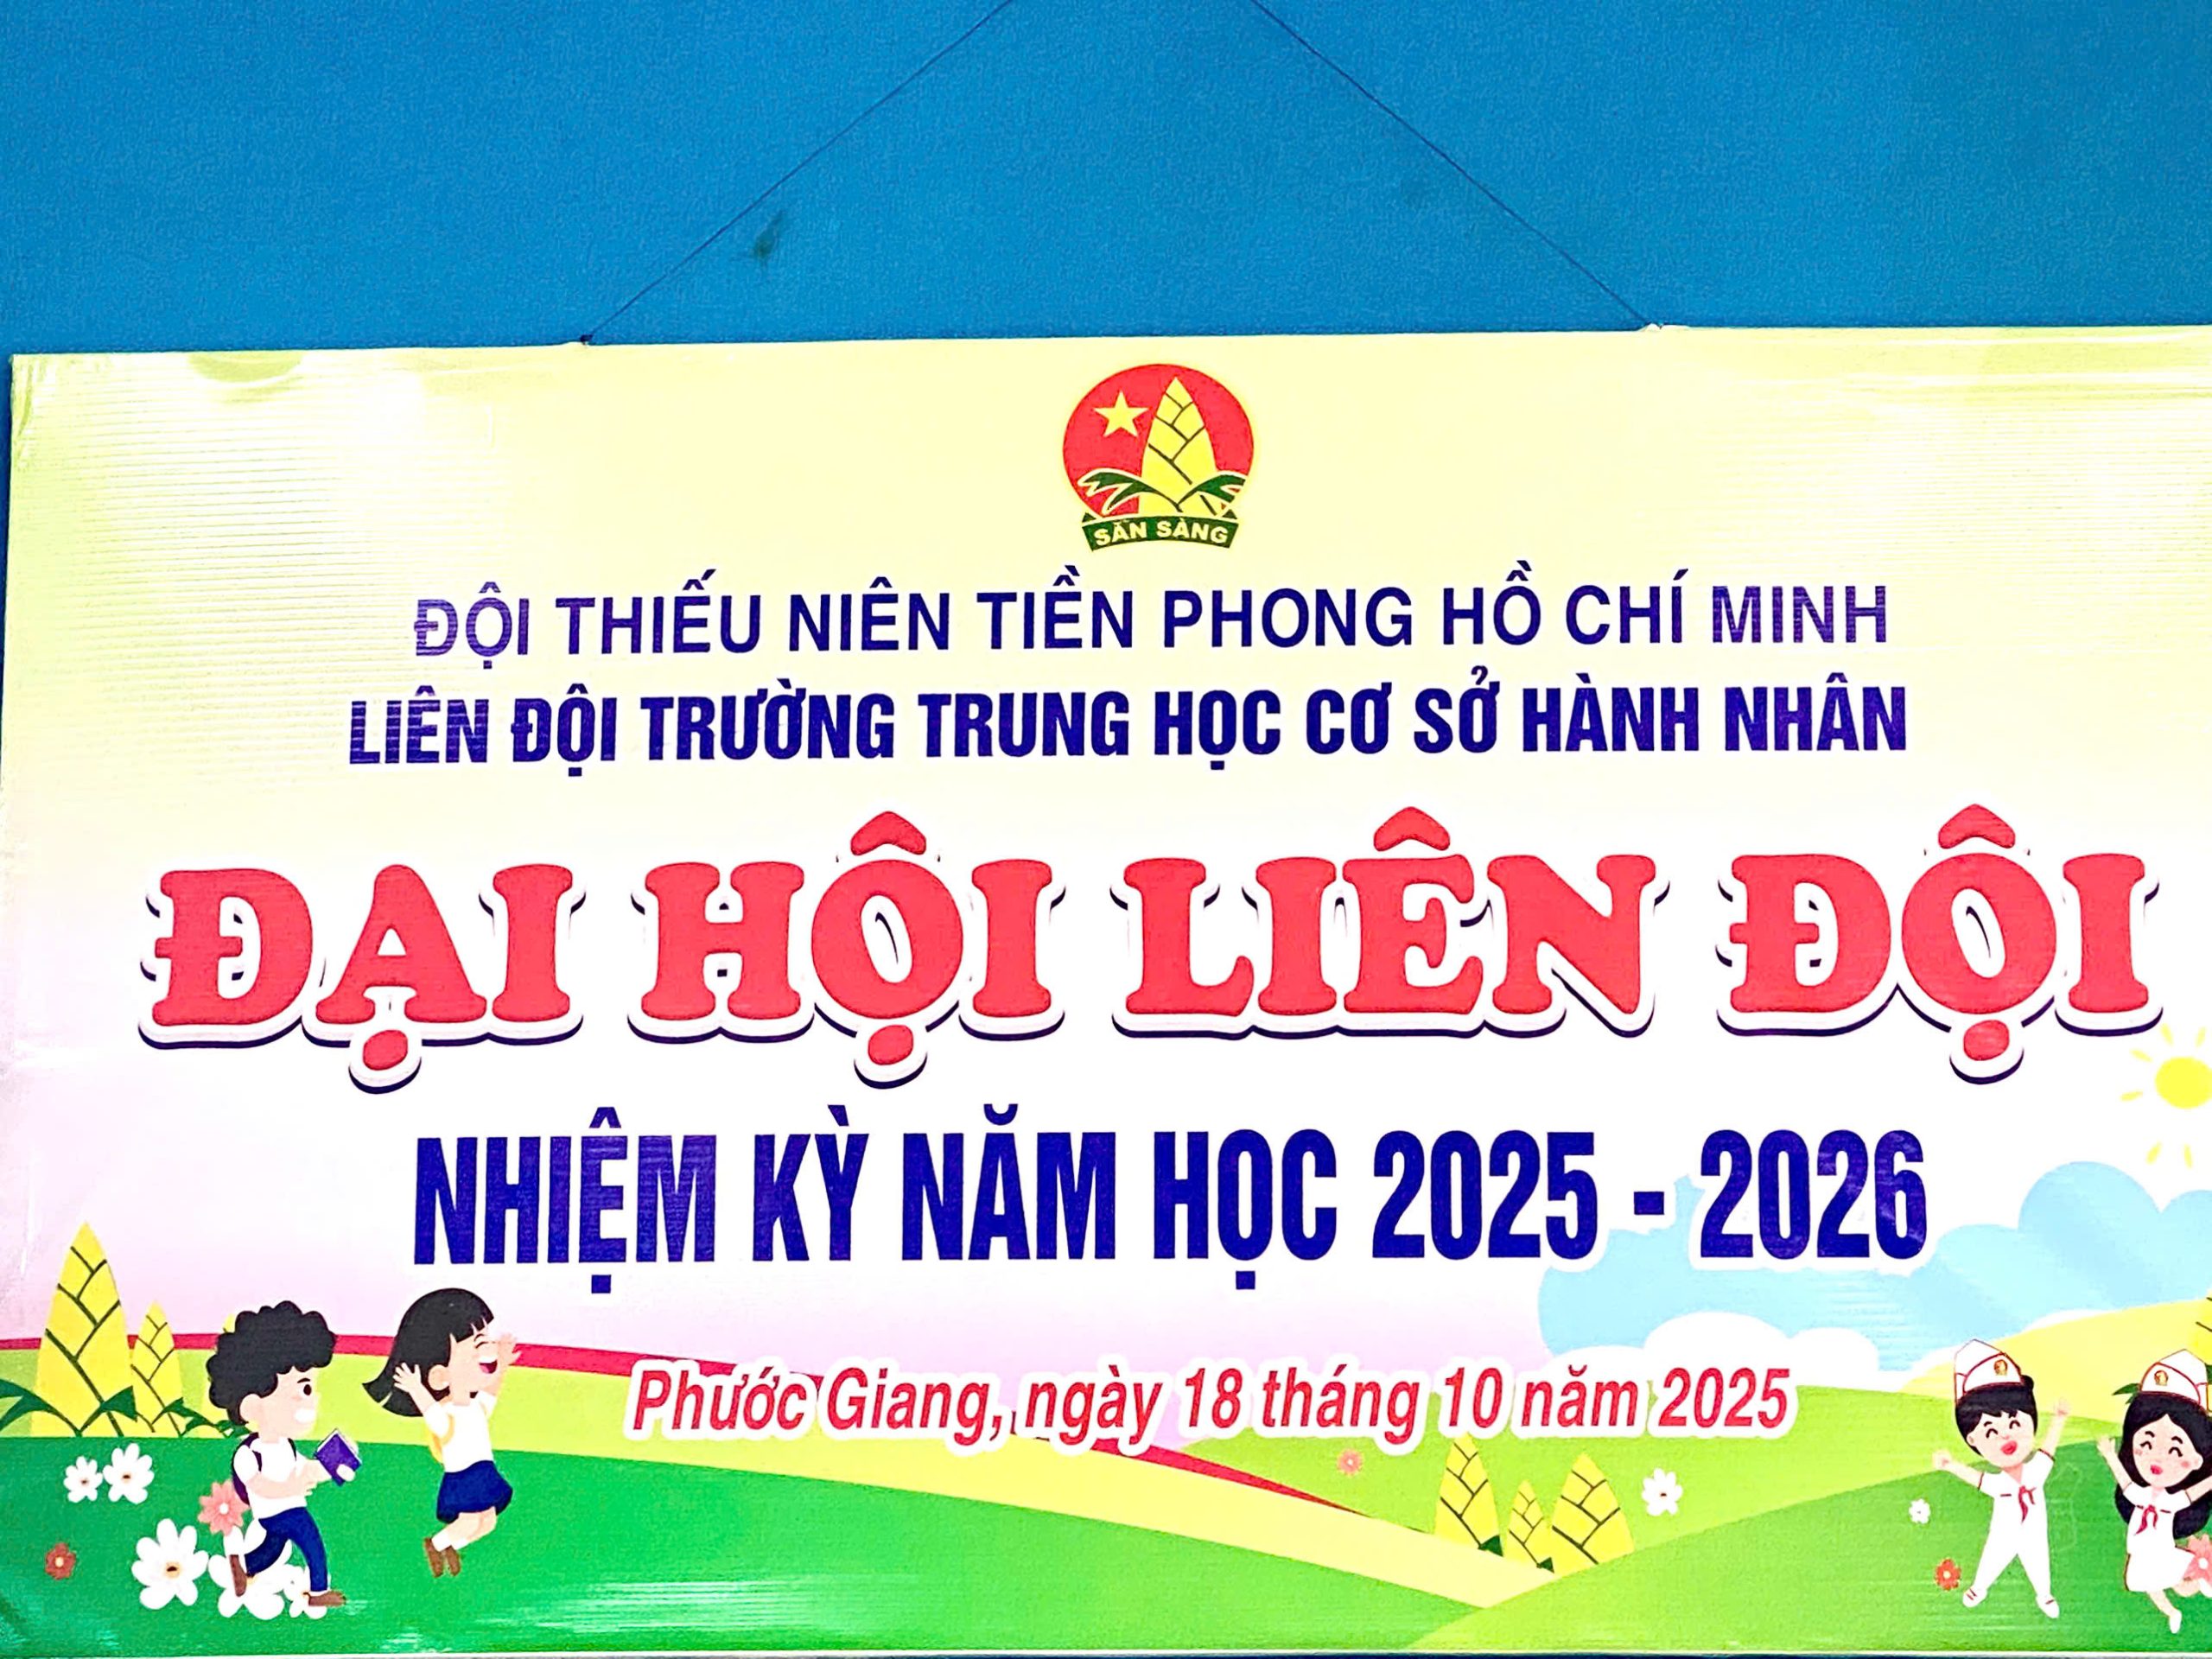 SẴN SÀNG
ĐỘI THIẾU NIÊN TIỀN PHONG HỒ CHÍ MINH
LIÊN ĐỘI TRƯỜNG TRUNG HỌC CƠ SỞ HÀNH NHÂN
ĐẠI HỘI LIÊN ĐỘI
NHIỆM KỲ NĂM HỌC 2025 - 2026
Phước Giang, ngày 18 tháng 10 năm 2025